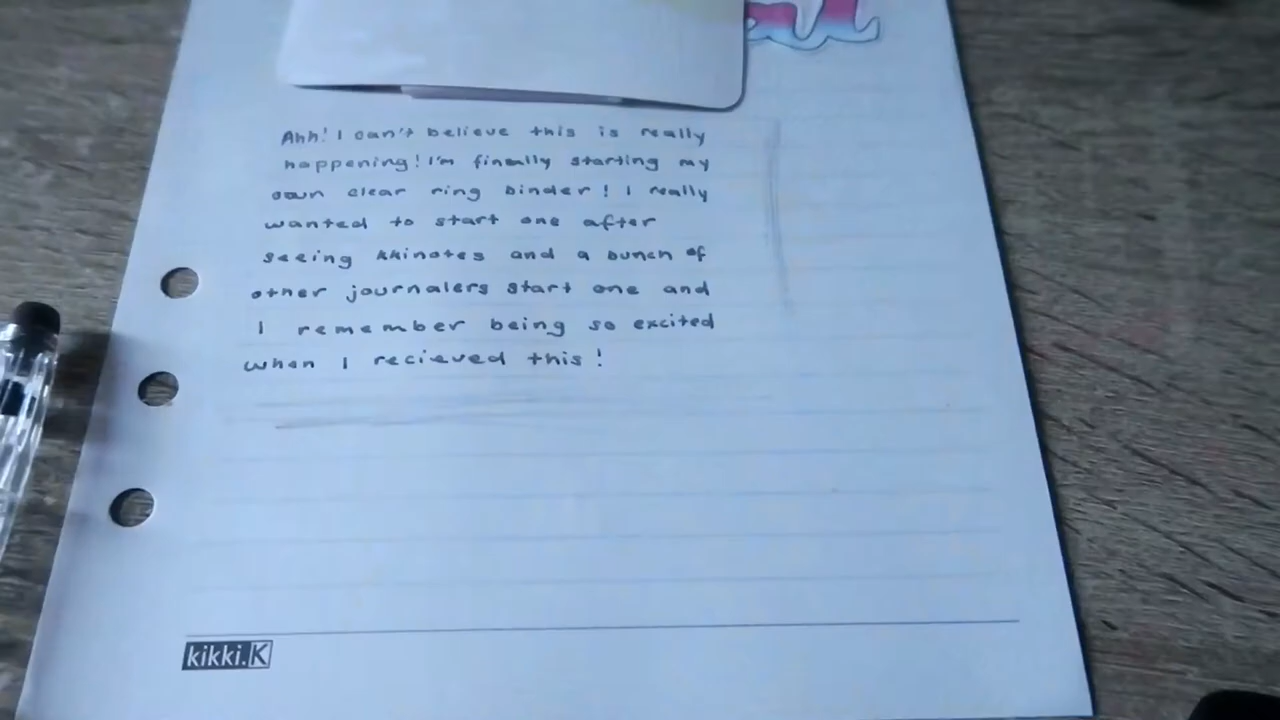 Ahh! I can't believe this is really
happening! I'm finally starting my
own clear ring binder! I really
wanted to start one after
seeing kkinotes and a bunch of
other journalers start one and
I remember being so excited
when I recieved this!
kikki.K